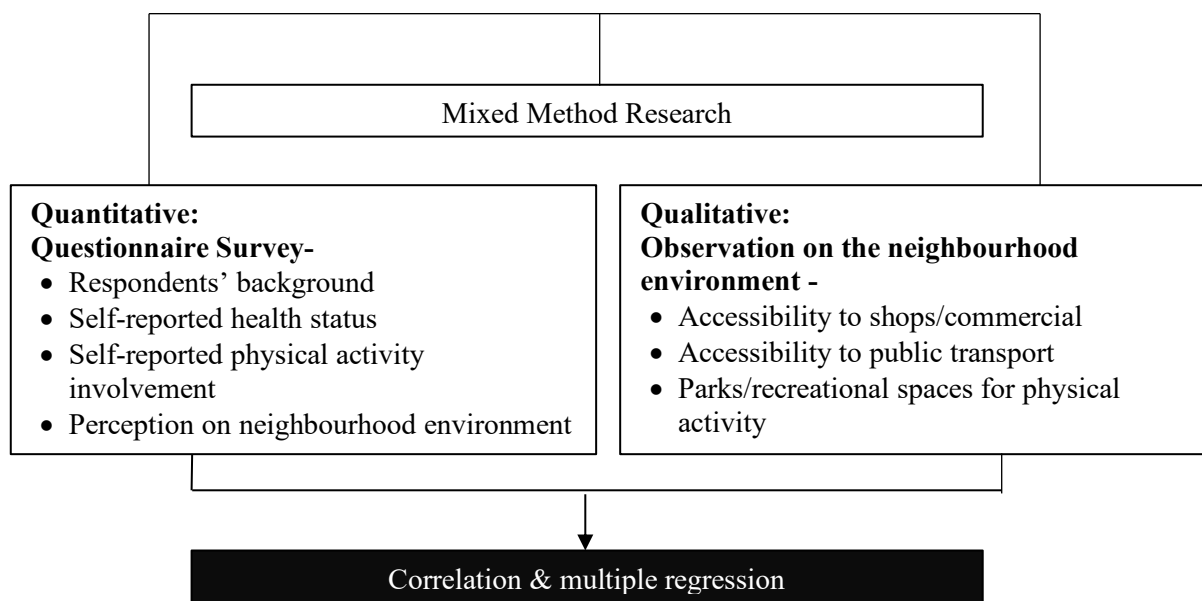 Mixed Method Research
Quantitative:
Questionnaire Survey-
• Respondents’ background
• Self-reported health status
• Self-reported physical activity
involvement
• Perception on neighbourhood environment
Qualitative:
Observation on the neighbourhood
environment -
• Accessibility to shops/commercial
• Accessibility to public transport
• Parks/recreational spaces for physical
activity
Correlation & multiple regression